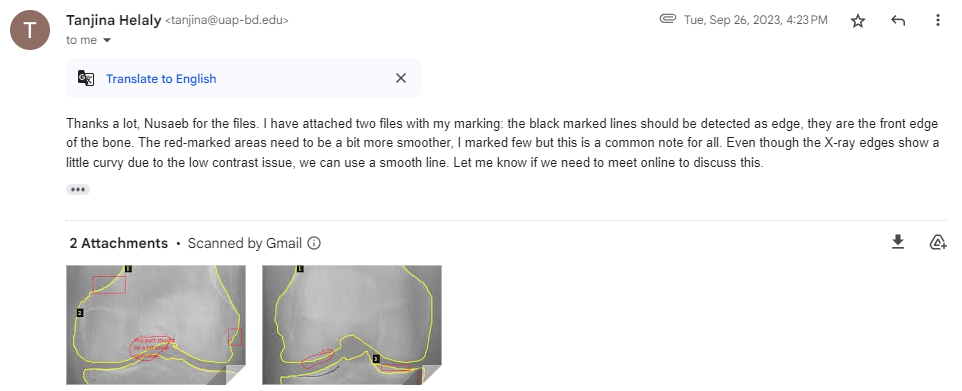 T
Tanjina Helaly <tanjina@uap-bd.edu>
Tue, Sep 26, 2023, 4:23 PM
to me
Translate to English
Thanks a lot, Nusaeb for the files. I have attached two files with my marking: the black marked lines should be detected as edge, they are the front edge
of the bone. The red-marked areas need to be a bit more smoother, I marked few but this is a common note for all. Even though the X-ray edges show a
little curvy due to the low contrast issue, we can use a smooth line. Let me know if we need to meet online to discuss this.
2 Attachments • Scanned by Gmail
1
2
this part should
be a bit more
smoother
1
2